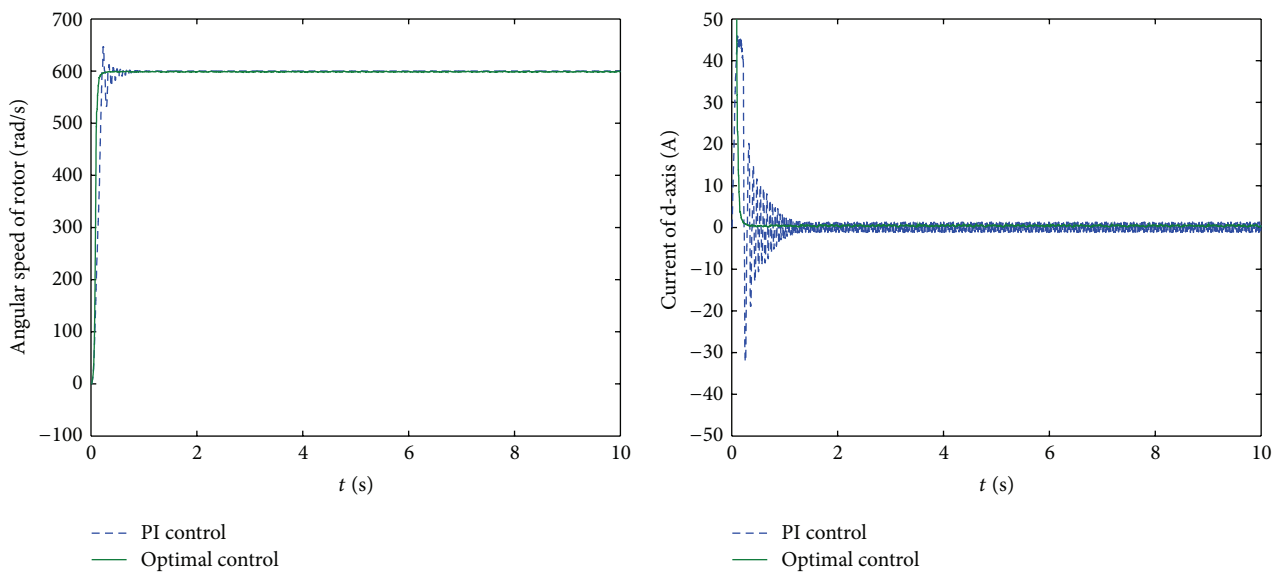 Angular speed of rotor (rad/s)
700
600
500
400
300
200
100
0
−100
0 2 4 6 8 10
t (s)
PI control
Optimal control
Current of d-axis (A)
50
40
30
20
10
0
−10
−20
−30
−40
−50
0 2 4 6 8 10
t (s)
PI control
Optimal control